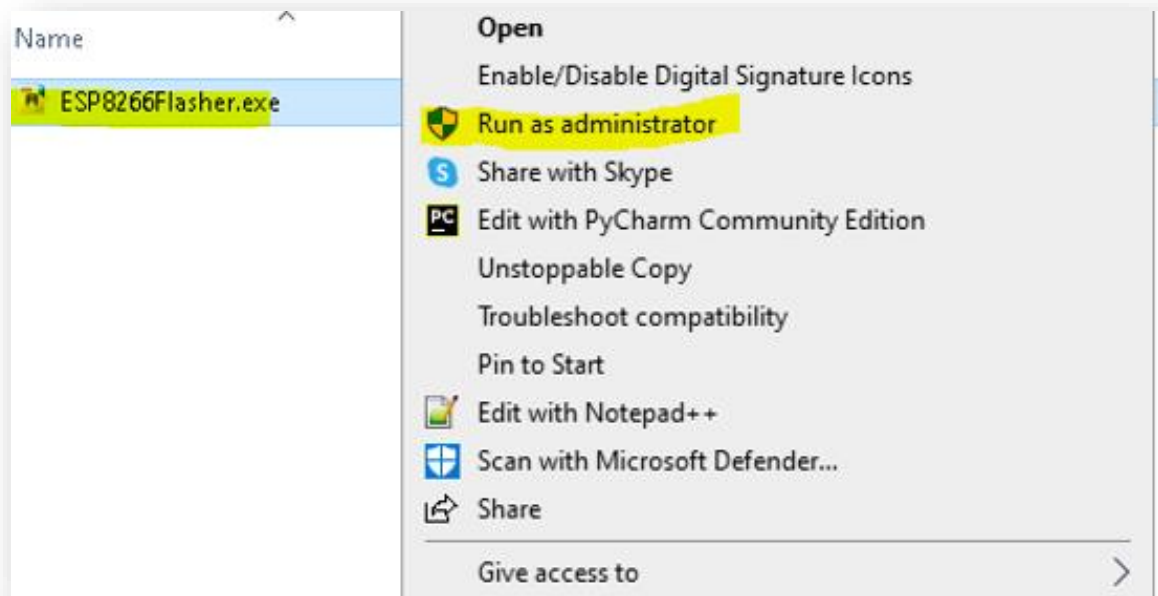 Name
ESP8266Flasher.exe
Open
Enable/Disable Digital Signature Icons
Run as administrator
S
Share with Skype
PC
Edit with PyCharm Community Edition
Unstoppable Copy
Troubleshoot compatibility
Pin to Start
Edit with Notepad++
Scan with Microsoft Defender...
Share
Give access to